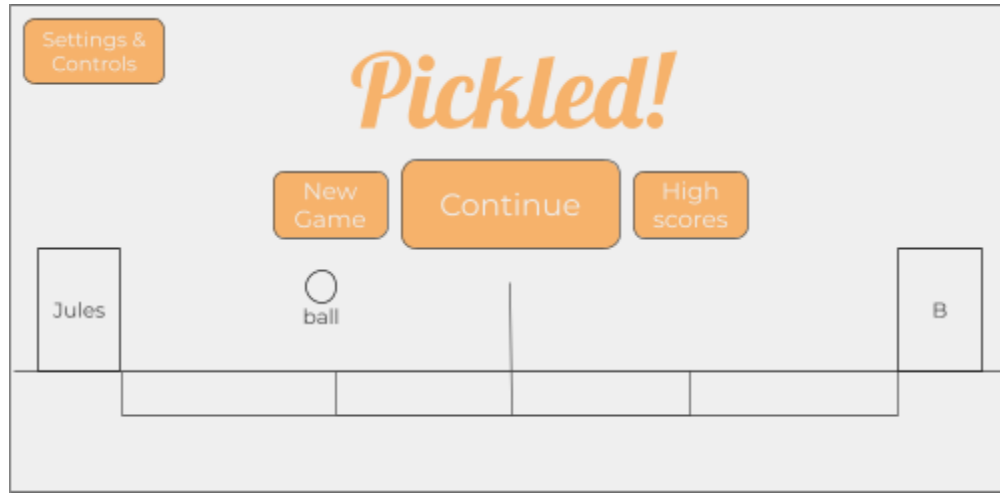 Settings &
Controls
Pickled!
New
Game
Continue
High
scores
Jules
ball
B